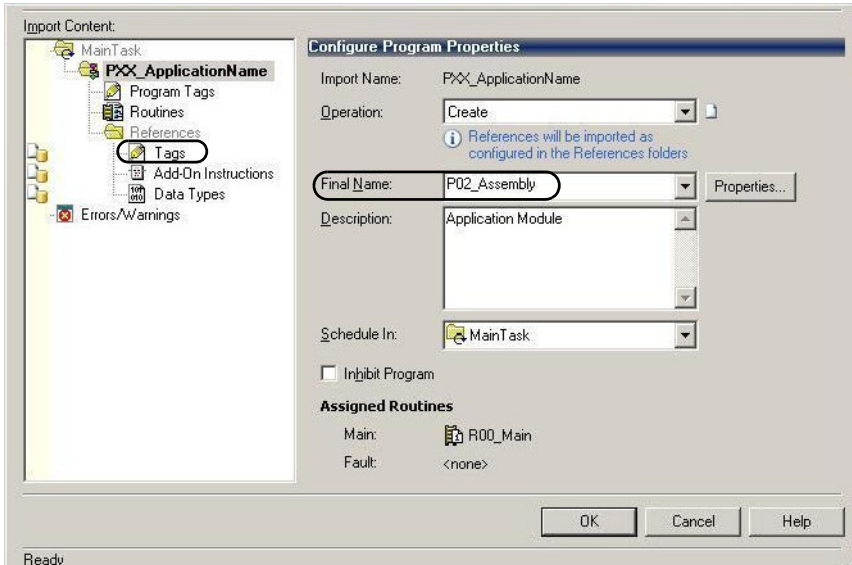 Import Content:
MainTask
PXX_ApplicationName
Program Tags
Routines
References
Tags
Add-On Instructions
Data Types
Errors/Warnings
Configure Program Properties
Import Name: PXX_ApplicationName
Operation: Create
References will be imported as
configured in the References folders
Final Name: P02_Assembly Properties...
Description: Application Module
Schedule In: MainTask
Inhibit Program
Assigned Routines
Main: R00_Main
Fault: <none>
OK Cancel Help
Ready